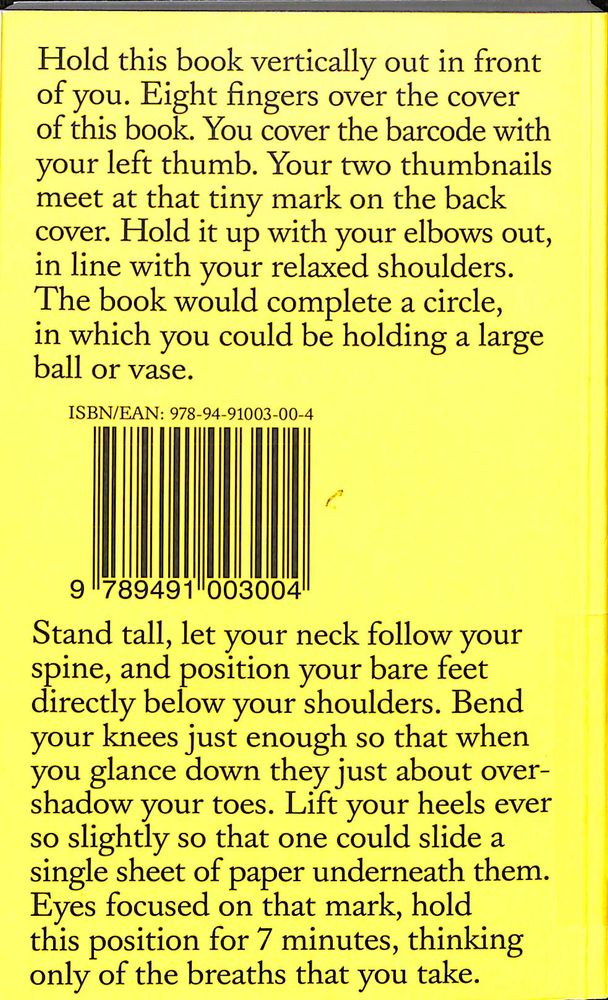 Hold this book vertically out in front
of you. Eight fingers over the cover
of this book. You cover the barcode with
your left thumb. Your two thumbnails
meet at that tiny mark on the back
cover. Hold it up with your elbows out,
in line with your relaxed shoulders.
The book would complete a circle,
in which you could be holding a large
ball or vase.
ISBN/EAN: 978-94-91003-00-4
9 789491 003004
Stand tall, let your neck follow your
spine, and position your bare feet
directly below your shoulders. Bend
your knees just enough so that when
you glance down they just about over-
shadow your toes. Lift your heels ever
so slightly so that one could slide a
single sheet of paper underneath them.
Eyes focused on that mark, hold
this position for 7 minutes, thinking
only of the breaths that you take.